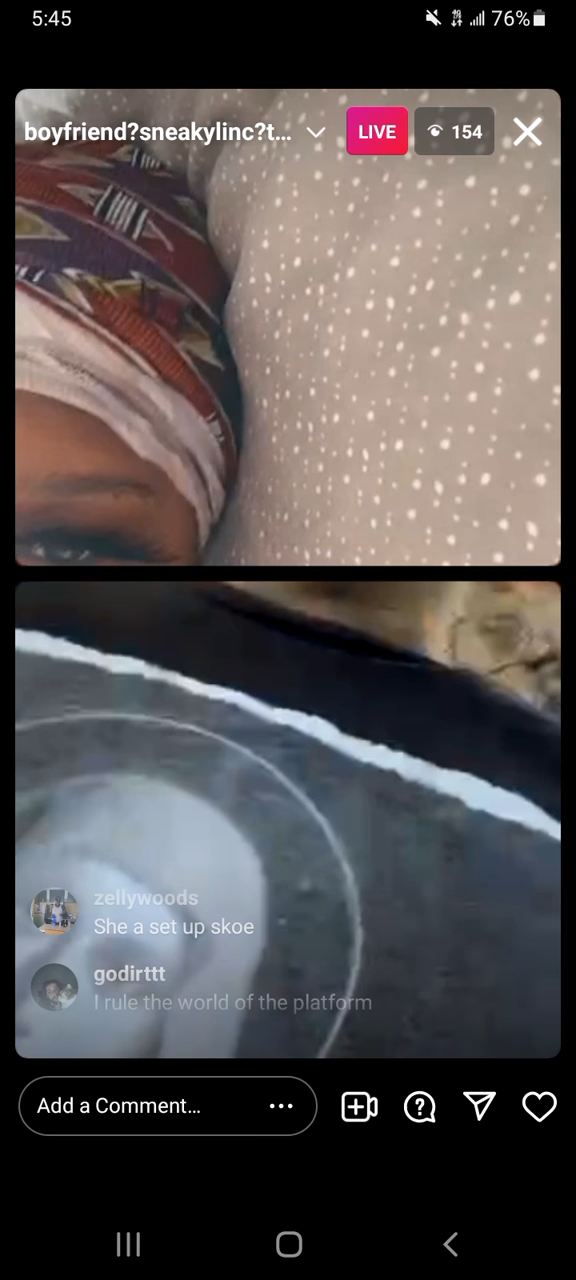 5:45
76%
boyfriend?sneakylinc?t...
LIVE
154
zellywoods
She a set up skoe
godirttt
I rule the world of the platform
Add a Comment...